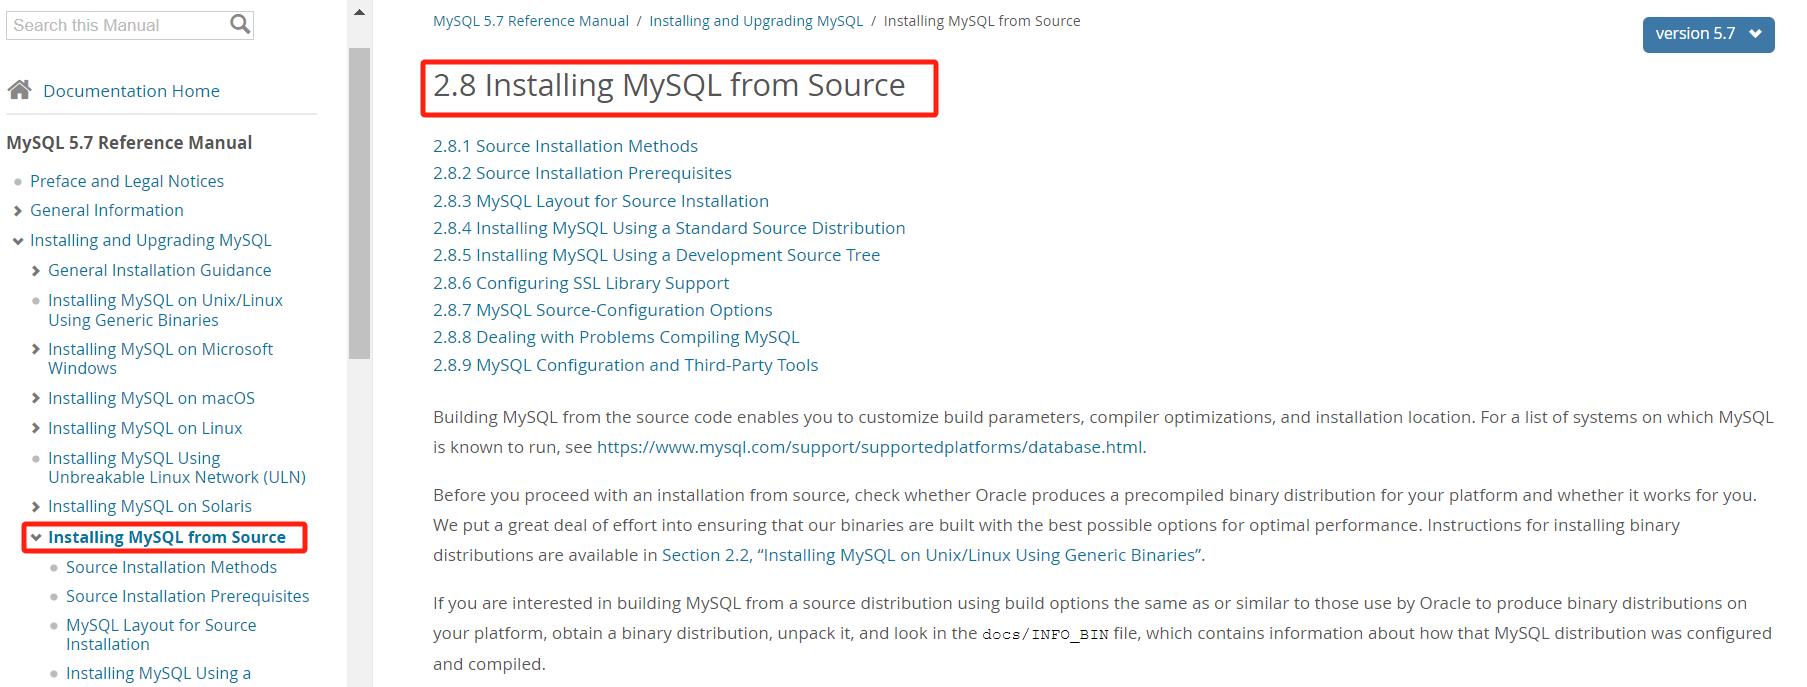 Search this Manual
Documentation Home
MySQL 5.7 Reference Manual
Preface and Legal Notices
General Information
Installing and Upgrading MySQL
General Installation Guidance
Installing MySQL on Unix/Linux
Using Generic Binaries
Installing MySQL on Microsoft
Windows
Installing MySQL on macOS
Installing MySQL on Linux
Installing MySQL Using
Unbreakable Linux Network (ULN)
Installing MySQL on Solaris
Installing MySQL from Source
Source Installation Methods
Source Installation Prerequisites
MySQL Layout for Source
Installation
Installing MySQL Using a
MySQL 5.7 Reference Manual / Installing and Upgrading MySQL / Installing MySQL from Source
version 5.7
2.8 Installing MySQL from Source
2.8.1 Source Installation Methods
2.8.2 Source Installation Prerequisites
2.8.3 MySQL Layout for Source Installation
2.8.4 Installing MySQL Using a Standard Source Distribution
2.8.5 Installing MySQL Using a Development Source Tree
2.8.6 Configuring SSL Library Support
2.8.7 MySQL Source-Configuration Options
2.8.8 Dealing with Problems Compiling MySQL
2.8.9 MySQL Configuration and Third-Party Tools
Building MySQL from the source code enables you to customize build parameters, compiler optimizations, and installation location. For a list of systems on which MySQL
is known to run, see https://www.mysql.com/support/supportedplatforms/database.html.
Before you proceed with an installation from source, check whether Oracle produces a precompiled binary distribution for your platform and whether it works for you.
We put a great deal of effort into ensuring that our binaries are built with the best possible options for optimal performance. Instructions for installing binary
distributions are available in Section 2.2, “Installing MySQL on Unix/Linux Using Generic Binaries”.
If you are interested in building MySQL from a source distribution using build options the same as or similar to those use by Oracle to produce binary distributions on
your platform, obtain a binary distribution, unpack it, and look in the docs/INFO_BIN file, which contains information about how that MySQL distribution was configured
and compiled.